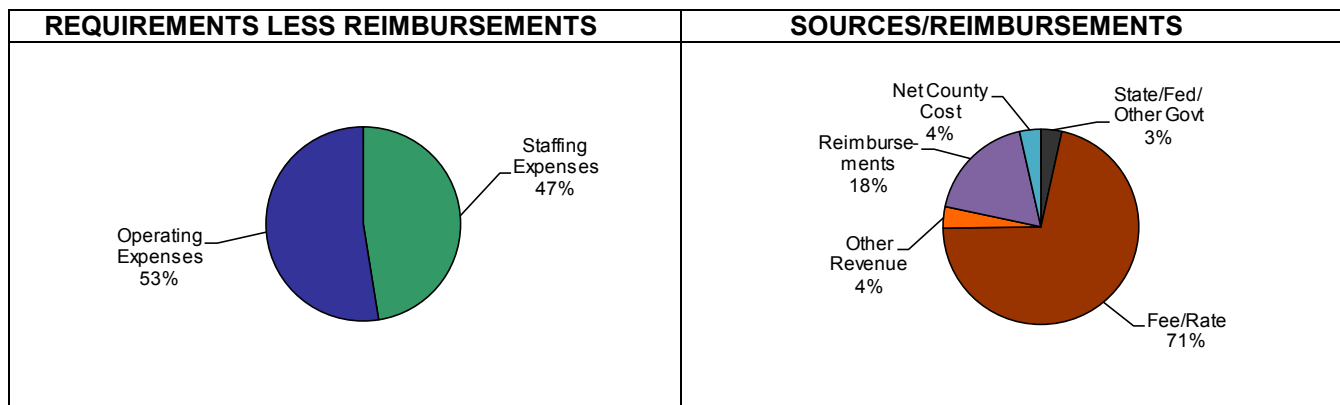 REQUIREMENTS LESS REIMBURSEMENTS
Staffing
Expenses
47%
Operating
Expenses
53%
SOURCES/REIMBURSEMENTS
Net County
Cost
4%
State/Fed/
Other Govt
3%
Reimburse-
ments
18%
Other
Revenue
4%
Fee/Rate
71%